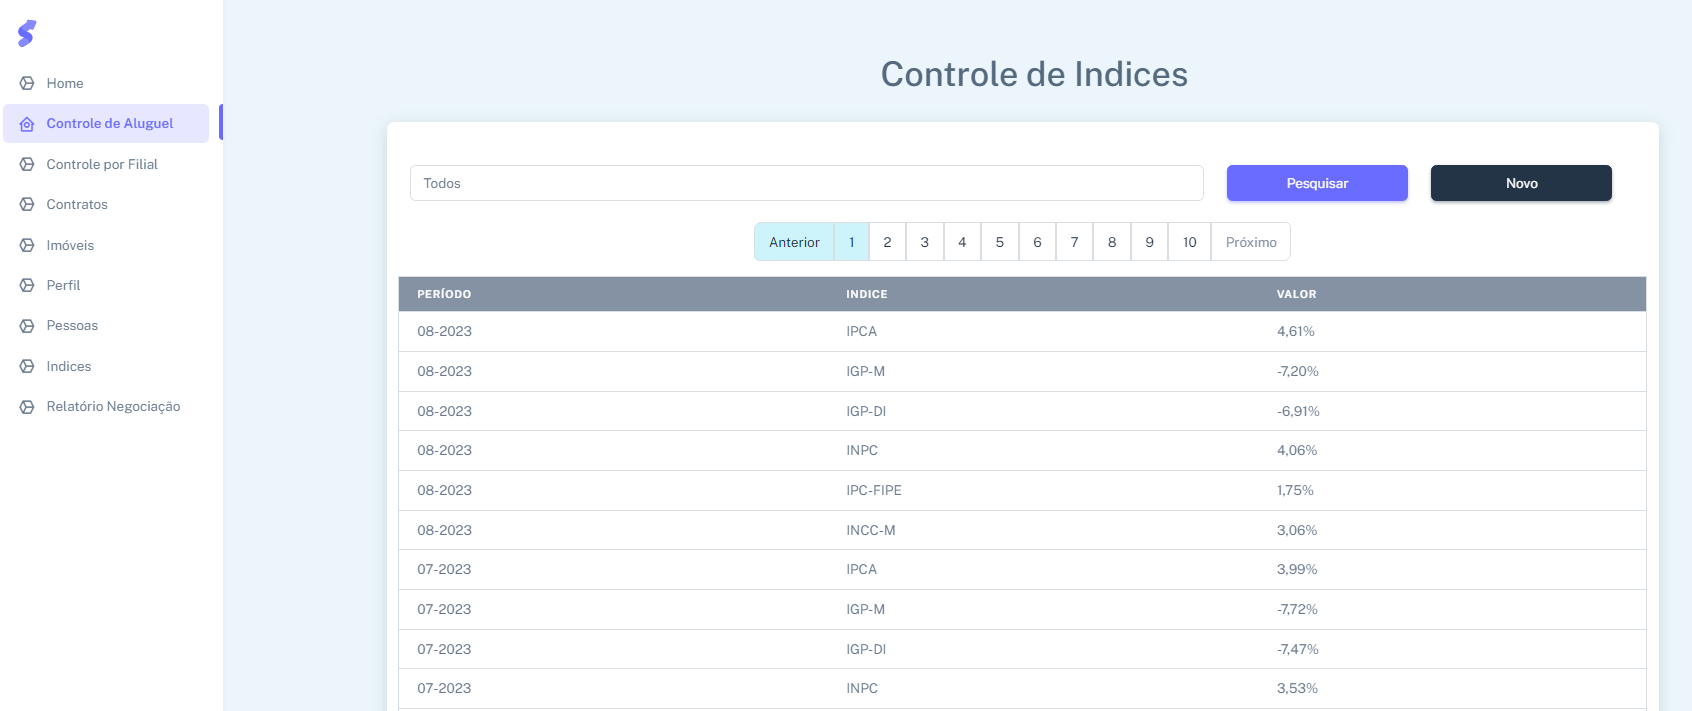 Home
Controle de Aluguel
Controle por Filial
Contratos
Imóveis
Perfil
Pessoas
Indices
Relatório Negociação
Controle de Indices
Todos Pesquisar Novo
Anterior 1 2 3 4 5 6 7 8 9 10 Próximo
PERÍODO INDICE VALOR
08-2023 IPCA 4,61%
08-2023 IGP-M -7,20%
08-2023 IGP-DI -6,91%
08-2023 INPC 4,06%
08-2023 IPC-FIPE 1,75%
08-2023 INCC-M 3,06%
07-2023 IPCA 3,99%
07-2023 IGP-M -7,72%
07-2023 IGP-DI -7,47%
07-2023 INPC 3,53%